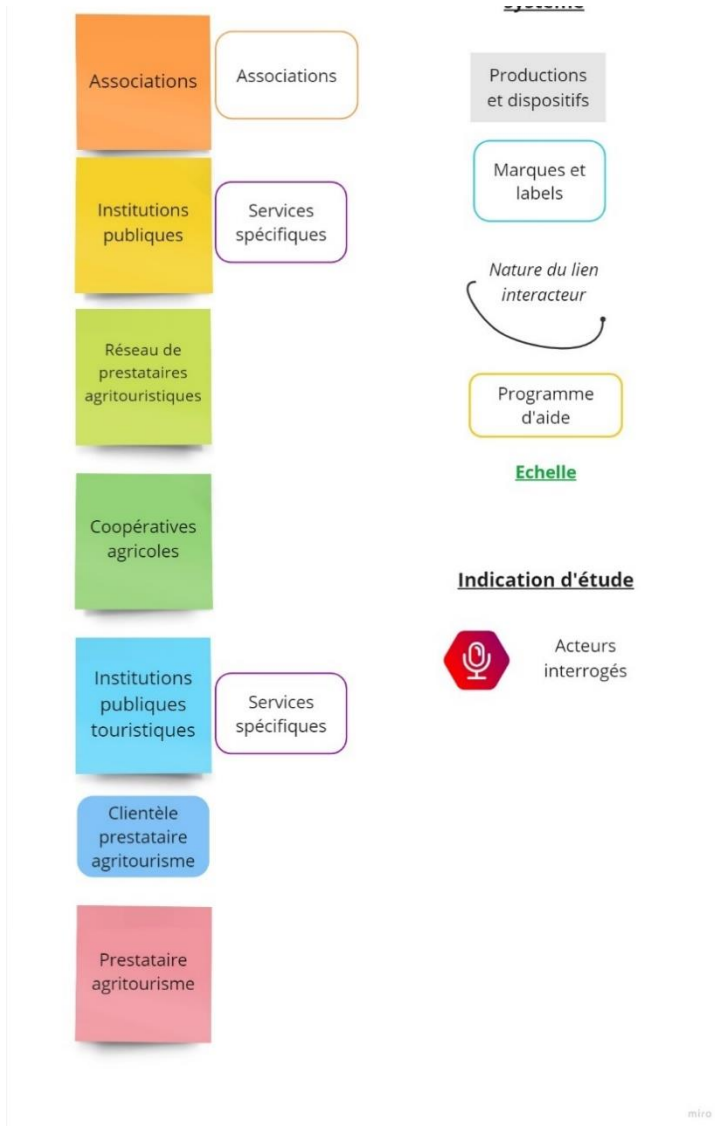 Associations
Associations
Institutions
publiques
Services
spécifiques
Réseau de
prestataires
agritouristiques
Coopératives
agricoles
Institutions
publiques
touristiques
Services
spécifiques
Clientèle
prestataire
agritourisme
Prestataire
agritourisme
Productions
et dispositifs
Marques et
labels
Nature du lien
interacteur
Programme
d'aide
Echelle
Indication d'étude
Acteurs
interrogés
miro